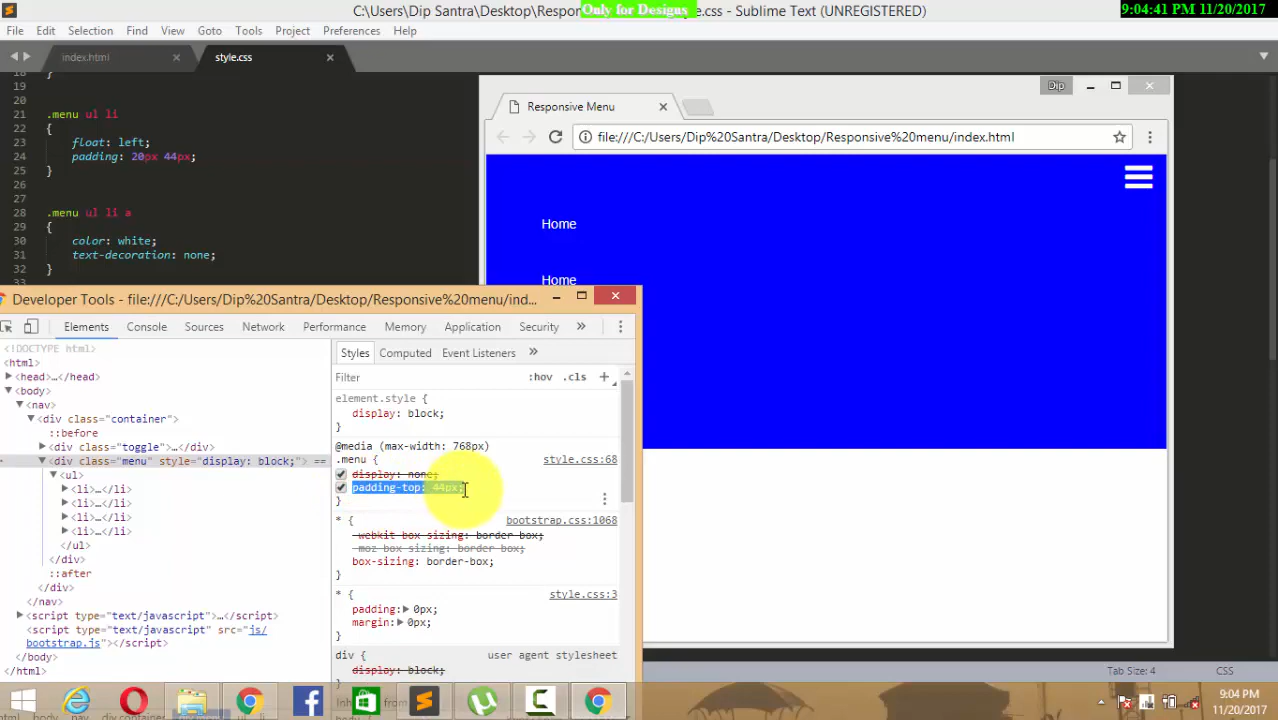 C:\Users\Dip Santra\Desktop\Respon
Only for Designs
yle.css - Sublime Text (UNREGISTERED)
9:04:41 PM 11/20/2017
File Edit Selection Find View Goto Tools Project Preferences Help
index.html
style.css
18 }
19
20
21 .menu ul li
22 {
23 float: left;
24 padding: 20px 44px;
25 }
26
27
28 .menu ul li a
29 {
30 color: white;
31 text-decoration: none;
32 }
33
Dip
Responsive Menu
file:///C:/Users/Dip%20Santra/Desktop/Responsive%20menu/index.html
Home
Home
Developer Tools - file:///C:/Users/Dip%20Santra/Desktop/Responsive%20menu/ind...
Elements Console Sources Network Performance Memory Application Security »
<!DOCTYPE html>
<html>
<head>…</head>
<body>
<nav>
<div class="container">
::before
<div class="toggle">…</div>
<div class="menu" style="display: block;"> ==
<ul>
<li>…</li>
<li>…</li>
<li>…</li>
<li>…</li>
</ul>
</div>
::after
</div>
</nav>
<script type="text/javascript">…</script>
<script type="text/javascript" src="js/
bootstrap.js"></script>
</body>
</html>
Styles Computed Event Listeners »
Filter :hov .cls +
element.style {
display: block;
}
@media (max-width: 768px)
.menu { style.css:68
display: none;
padding-top: 44px;
}
* { bootstrap.css:1068
-webkit-box-sizing: border-box;
-moz-box-sizing: border-box;
box-sizing: border-box;
}
* { style.css:3
padding: 0px;
margin: 0px;
}
div { user agent stylesheet
display: block;
Tab Size: 4 CSS
9:04 PM
11/20/2017